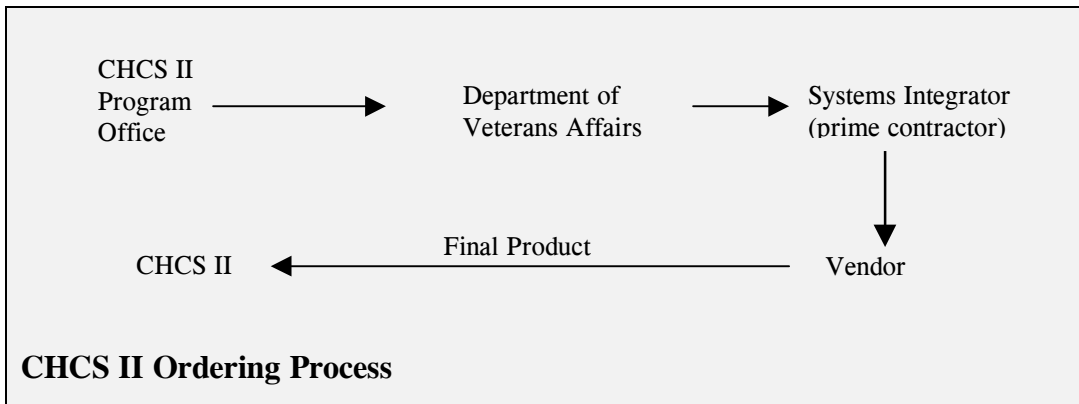 CHCS II
Program
Office
Department of
Veterans Affairs
Systems Integrator
(prime contractor)
Final Product
CHCS II
Vendor
CHCS II Ordering Process